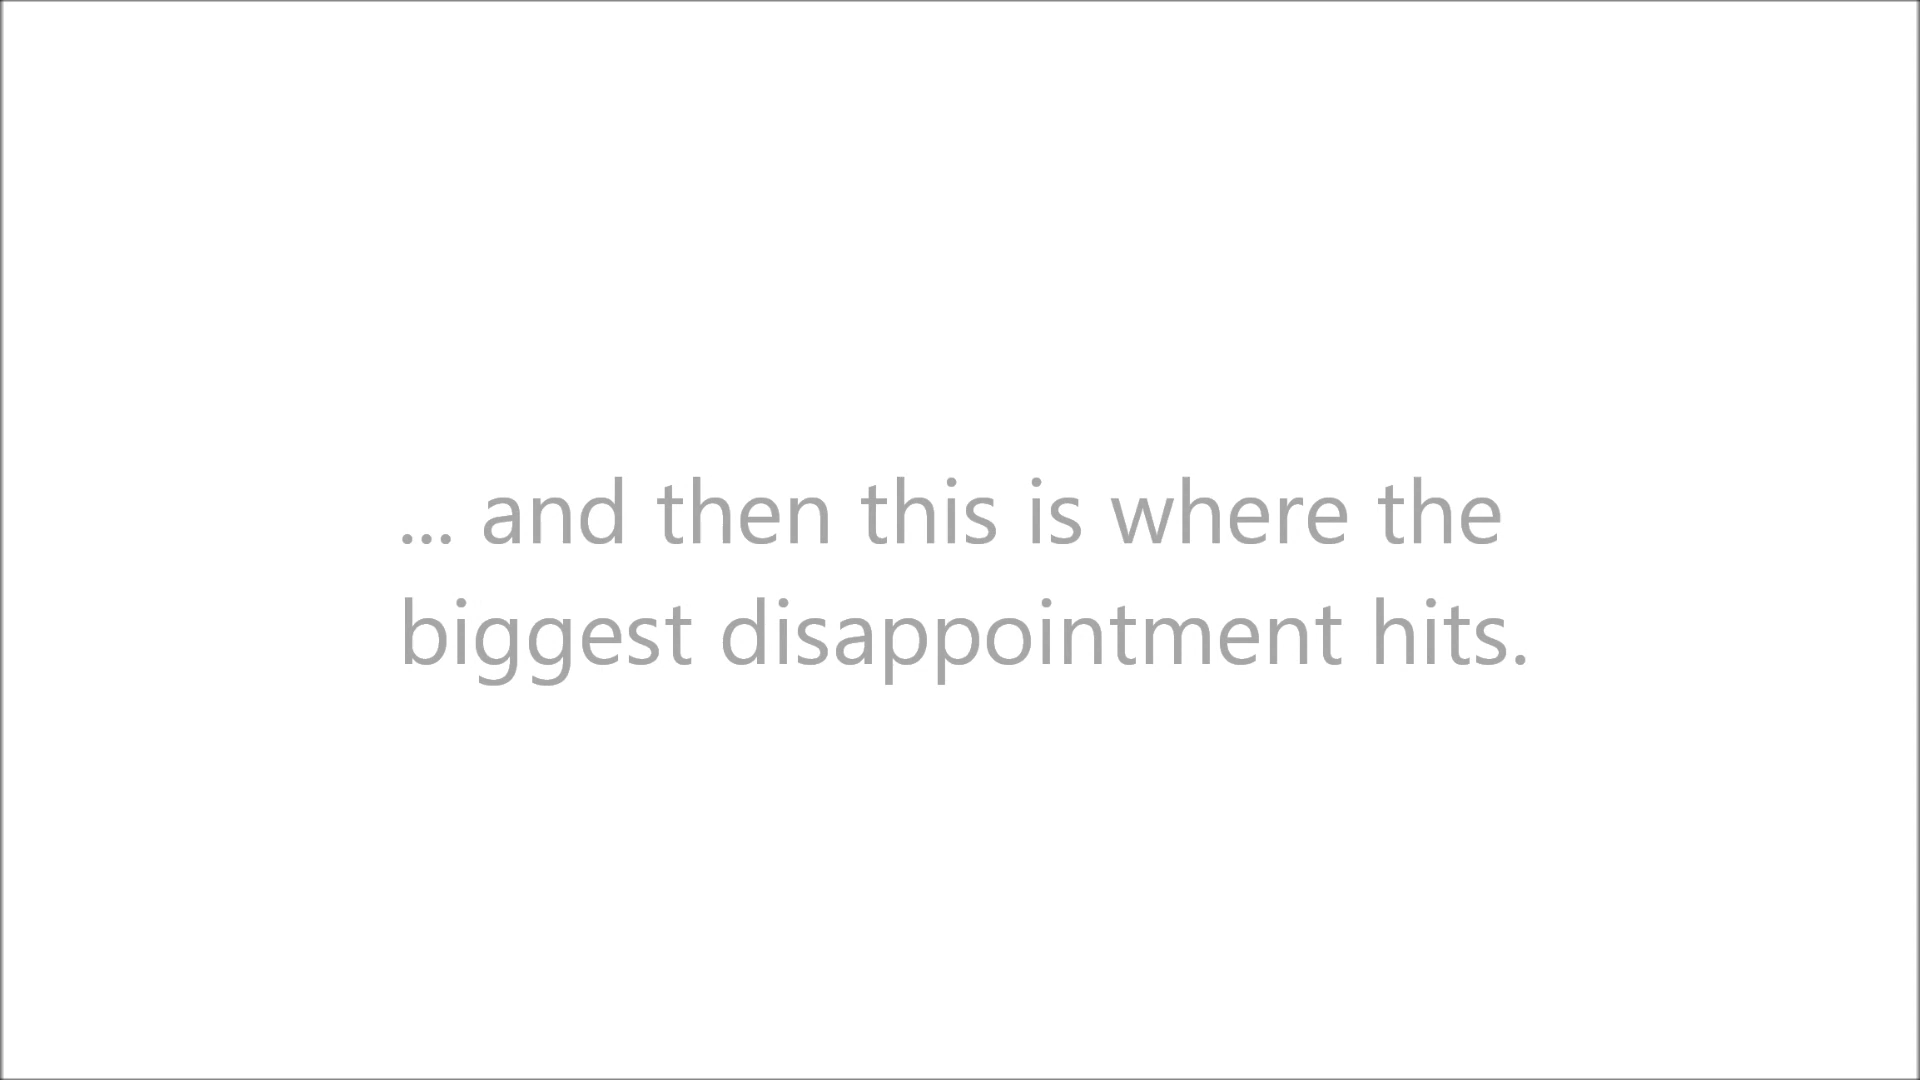 ... and then this is where the
biggest disappointment hits.